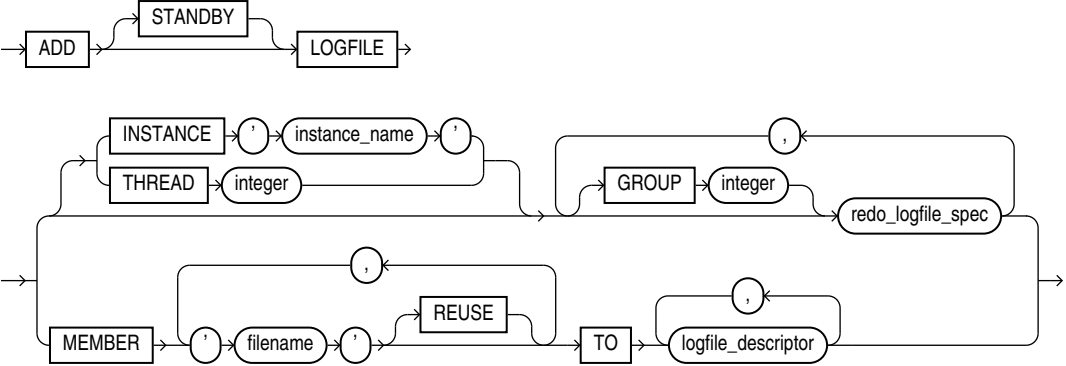 ADD STANDBY LOGFILE
INSTANCE ' instance_name ' ,
THREAD integer GROUP integer
redo_logfile_spec
,
REUSE ,
MEMBER ' filename ' TO logfile_descriptor